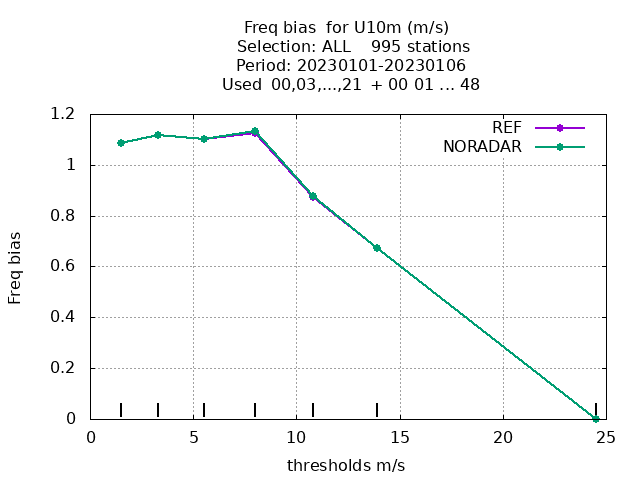 Freq bias  for U10m (m/s)
Selection: ALL    995 stations
Period: 20230101-20230106
Used  00,03,...,21  + 00 01 ... 48
REF
NORADAR
1.2
1
0.8
0.6
0.4
0.2
0
Freq bias
0 5 10 15 20 25
thresholds m/s